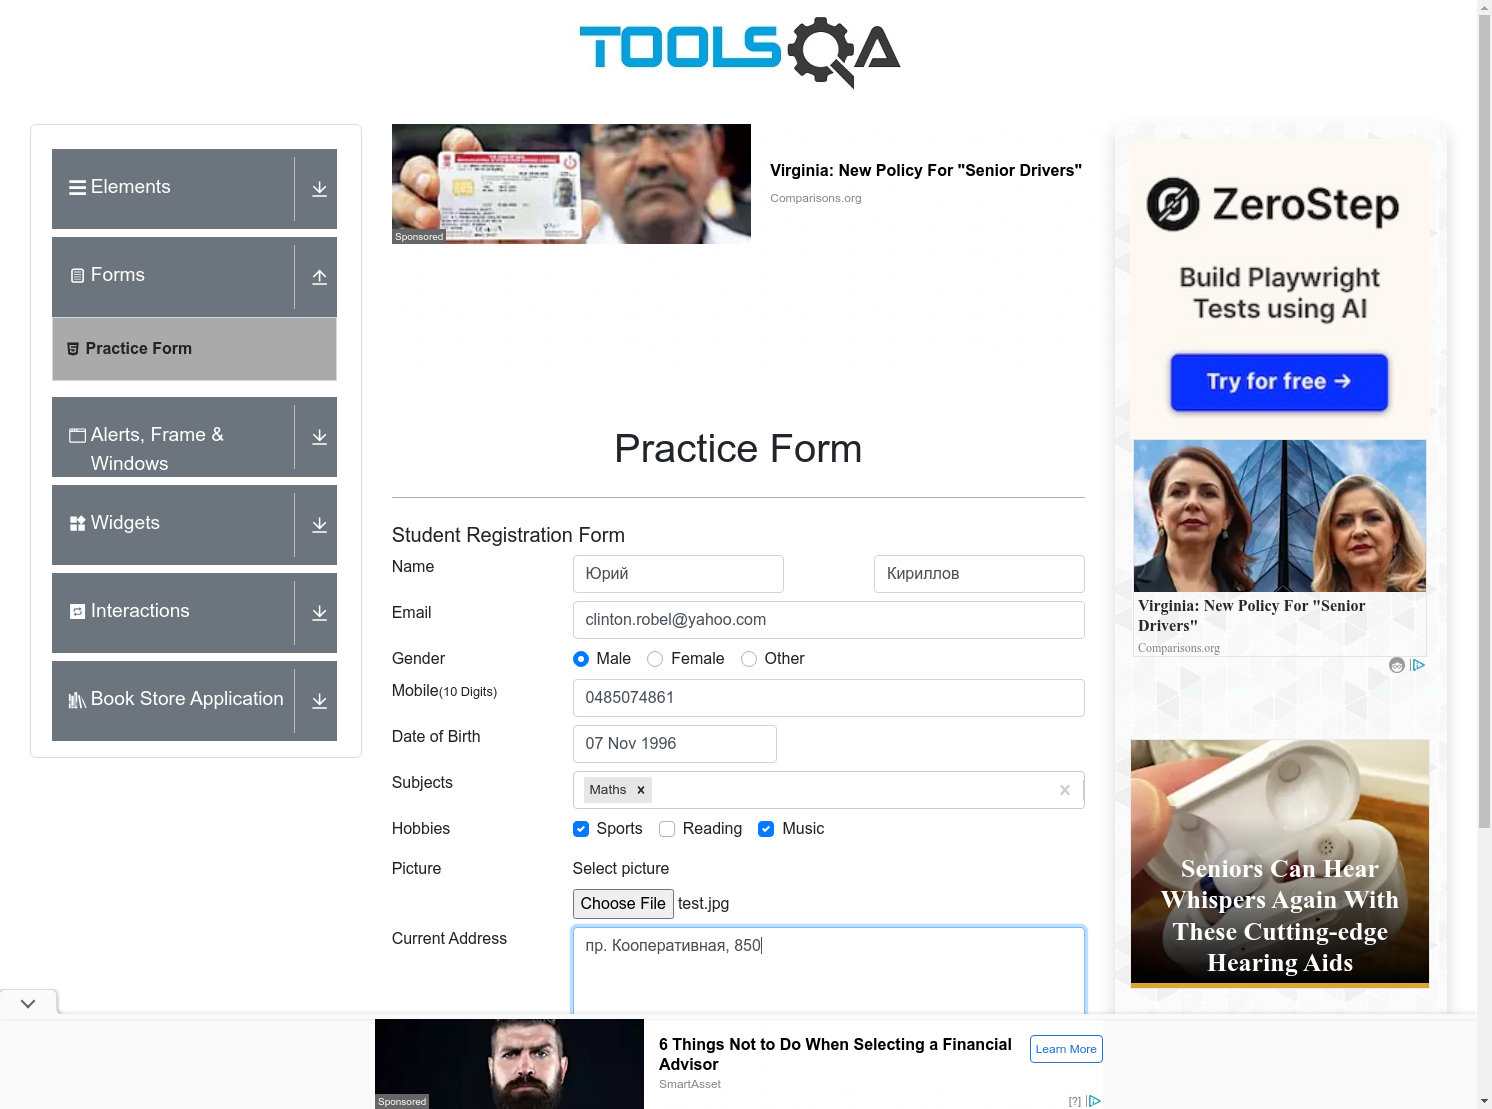 TOOLSQA
Elements
Forms
Practice Form
Alerts, Frame &
Windows
Widgets
Interactions
Book Store Application
Sponsored
Virginia: New Policy For "Senior Drivers"
Comparisons.org
Practice Form
Student Registration Form
Name
Юрий
Кириллов
Email
clinton.robel@yahoo.com
Gender
Male
Female
Other
Mobile(10 Digits)
0485074861
Date of Birth
07 Nov 1996
Subjects
Maths
Hobbies
Sports
Reading
Music
Picture
Select picture
Choose File test.jpg
Current Address
пр. Кооперативная, 850
ZeroStep
Build Playwright
Tests using AI
Try for free →
Virginia: New Policy For "Senior
Drivers"
Comparisons.org
Seniors Can Hear
Whispers Again With
These Cutting-edge
Hearing Aids
Sponsored
6 Things Not to Do When Selecting a Financial
Advisor
SmartAsset
Learn More
[?]